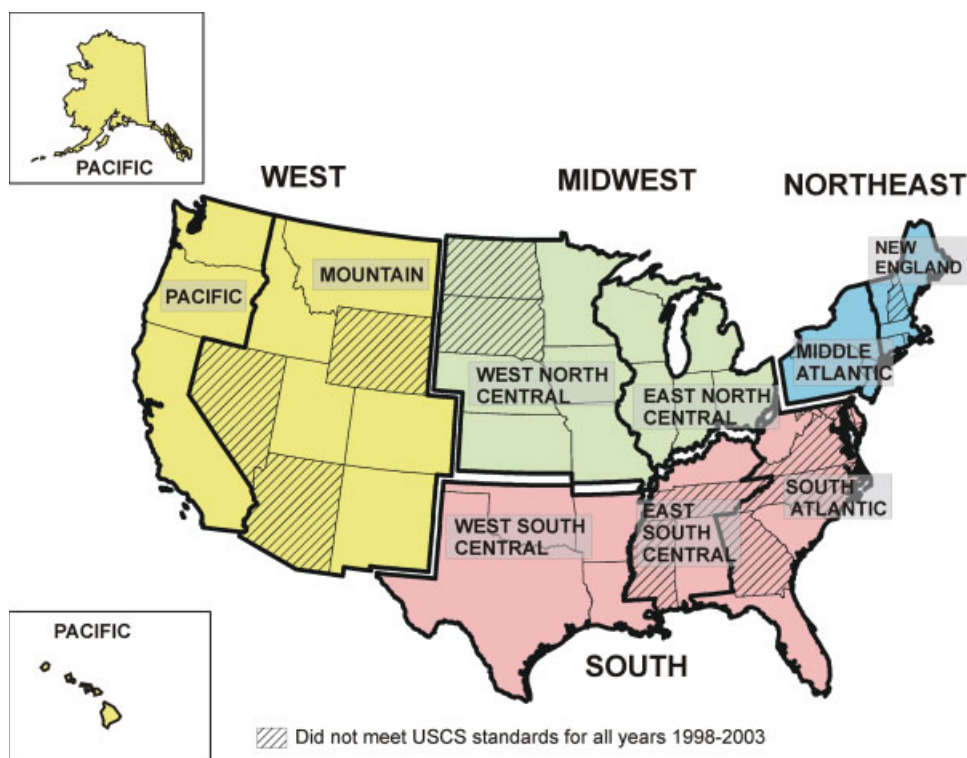 PACIFIC
WEST
MIDWEST
NORTHEAST
NEW
ENGLAND
MOUNTAIN
PACIFIC
MIDDLE
ATLANTIC
WEST NORTH
CENTRAL
EAST NORTH
CENTRAL
SOUTH
ATLANTIC
WEST SOUTH
CENTRAL
EAST
SOUTH
CENTRAL
PACIFIC
SOUTH
Did not meet USCS standards for all years 1998-2003